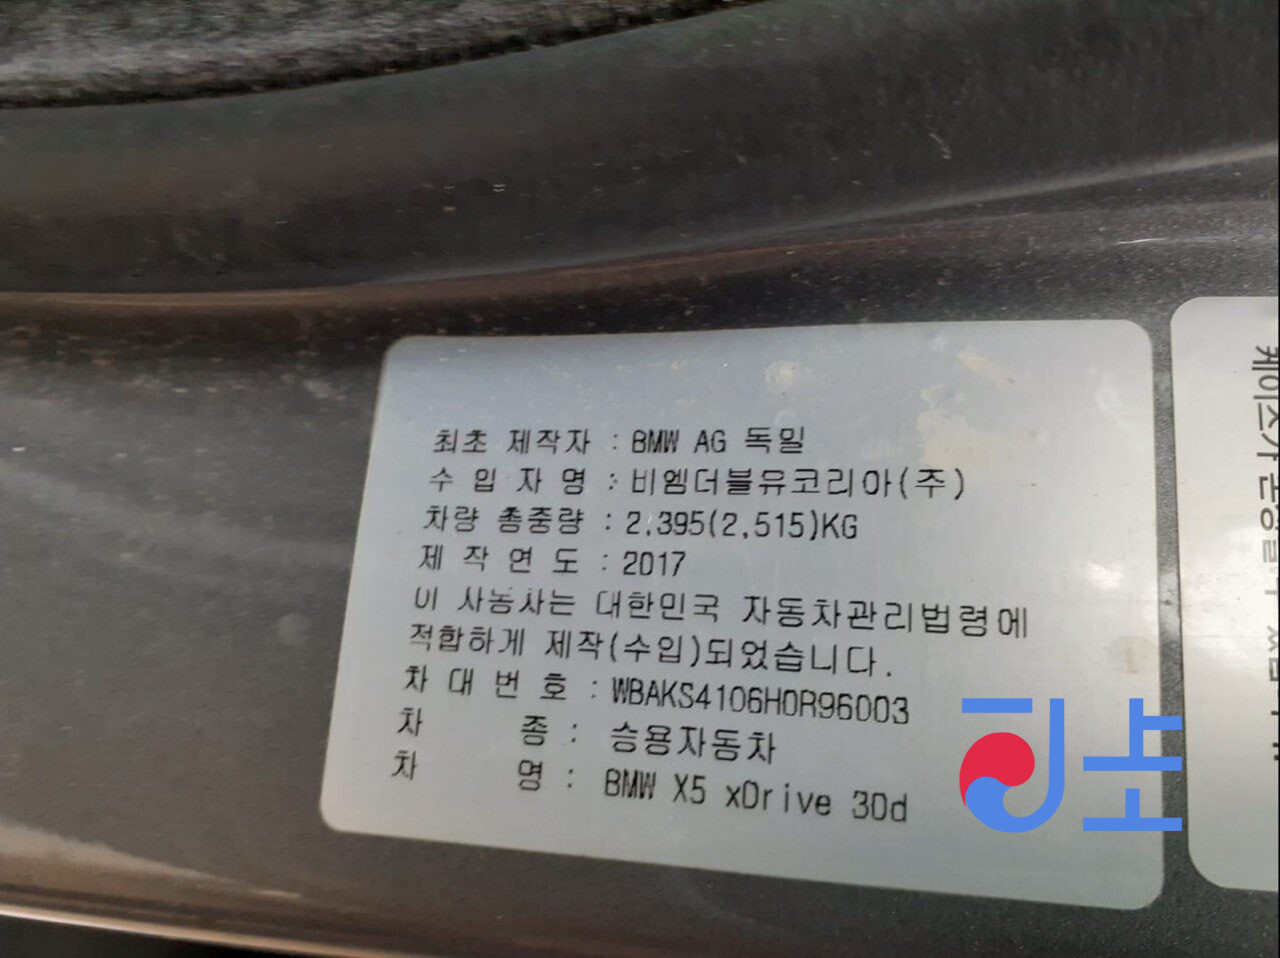 최초 제작자 : BMW AG 독일
수 입 자 명 : 비엠더블유코리아(주)
차량 총중량 : 2,395(2,515)KG
제 작 연 도 : 2017
이 자동차는 대한민국 자동차관리법령에
적합하게 제작(수입)되었습니다.
차 대 번 호 : WBAKS4106H0R96003
차 종 : 승용자동차
차 명 : BMW X5 xDrive 30d